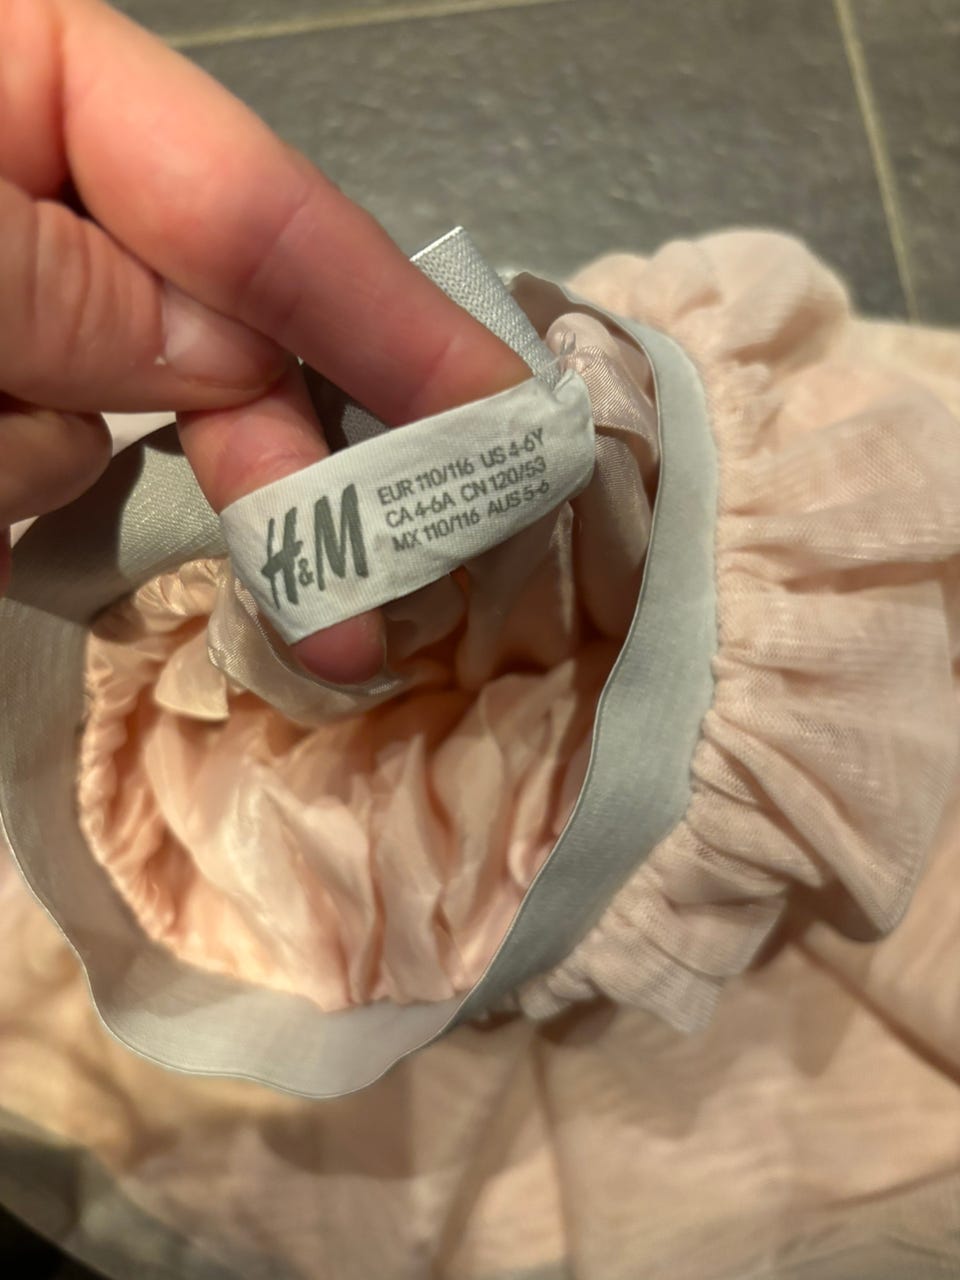 H&M
EUR 110/116 US 4-6Y
CA 4-6A CN 120/53
MX 110/116 AUS 5-6